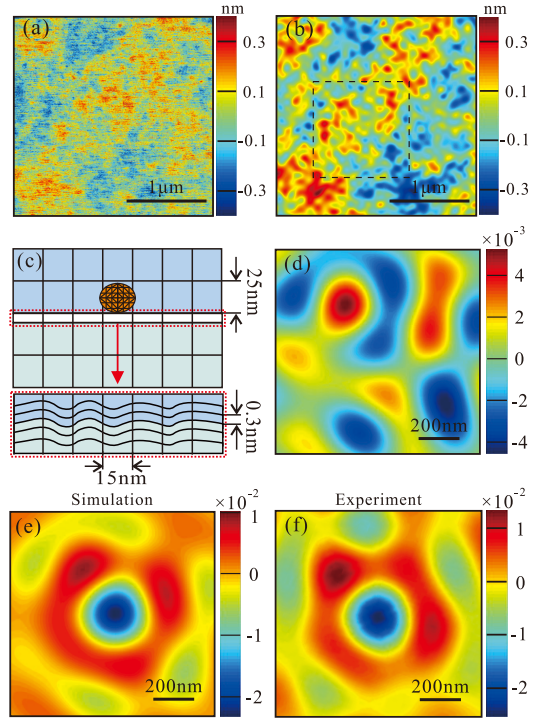 nm
nm
(a)
0.3
0.1
-0.1
-0.3
1μm
(b)
0.3
0.1
-0.1
-0.3
1μm
(c)
25nm
0.3nm
15nm
×10⁻³
(d)
4
2
0
-2
-4
200nm
Simulation
×10⁻²
(e)
1
0
-1
-2
200nm
Experiment
×10⁻²
(f)
1
0
-1
-2
200nm